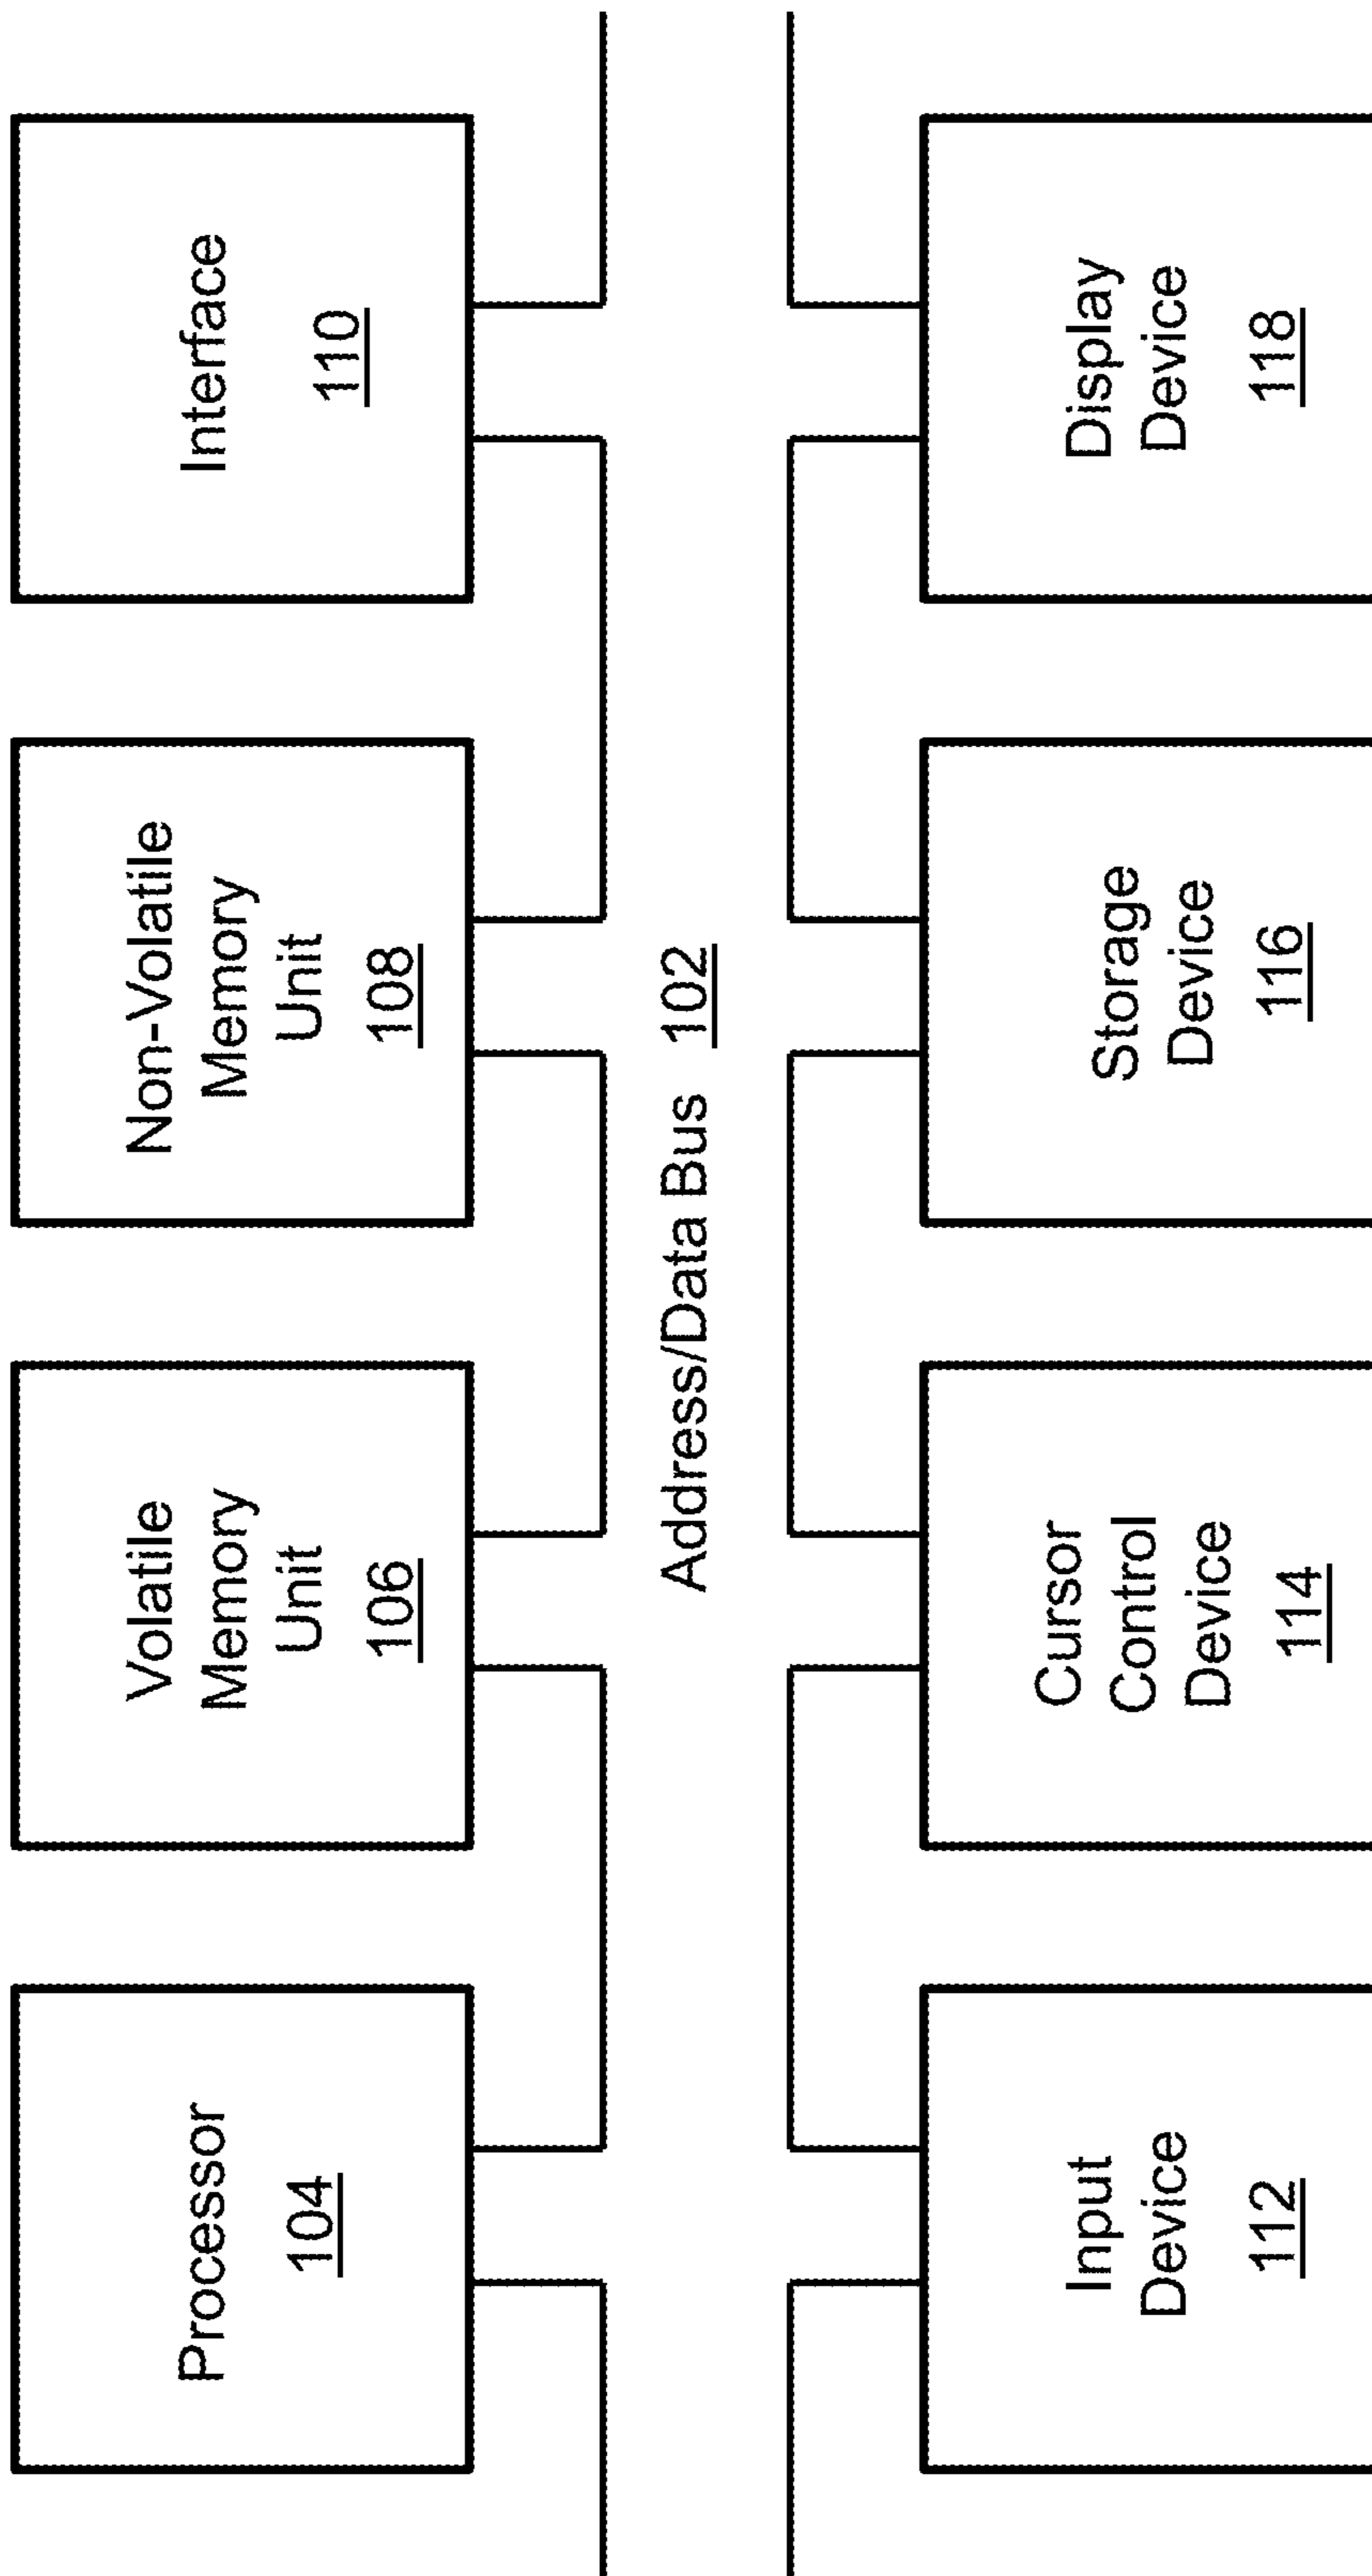 Processor
104
Volatile
Memory
Unit
106
Non-Volatile
Memory
Unit
108
Interface
110
Address/Data Bus 102
Input
Device
112
Cursor
Control
Device
114
Storage
Device
116
Display
Device
118